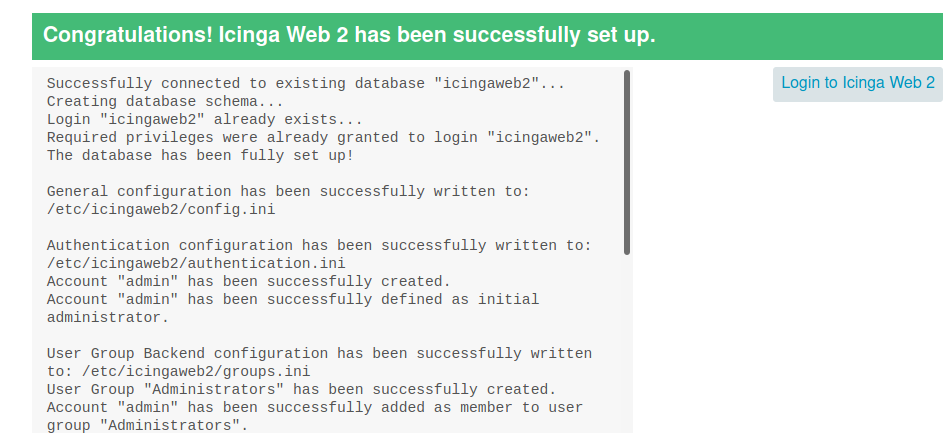 Congratulations! Icinga Web 2 has been successfully set up.
Successfully connected to existing database "icingaweb2"...
Login to Icinga Web 2
Creating database schema...
Login "icingaweb2" already exists...
Required privileges were already granted to login "icingaweb2".
The database has been fully set up!
General configuration has been successfully written to:
/etc/icingaweb2/config.ini
Authentication configuration has been successfully written to:
/etc/icingaweb2/authentication.ini
Account "admin" has been successfully created.
Account "admin" has been successfully defined as initial
administrator.
User Group Backend configuration has been successfully written
to: /etc/icingaweb2/groups.ini
User Group "Administrators" has been successfully created.
Account "admin" has been successfully added as member to user
group "Administrators".